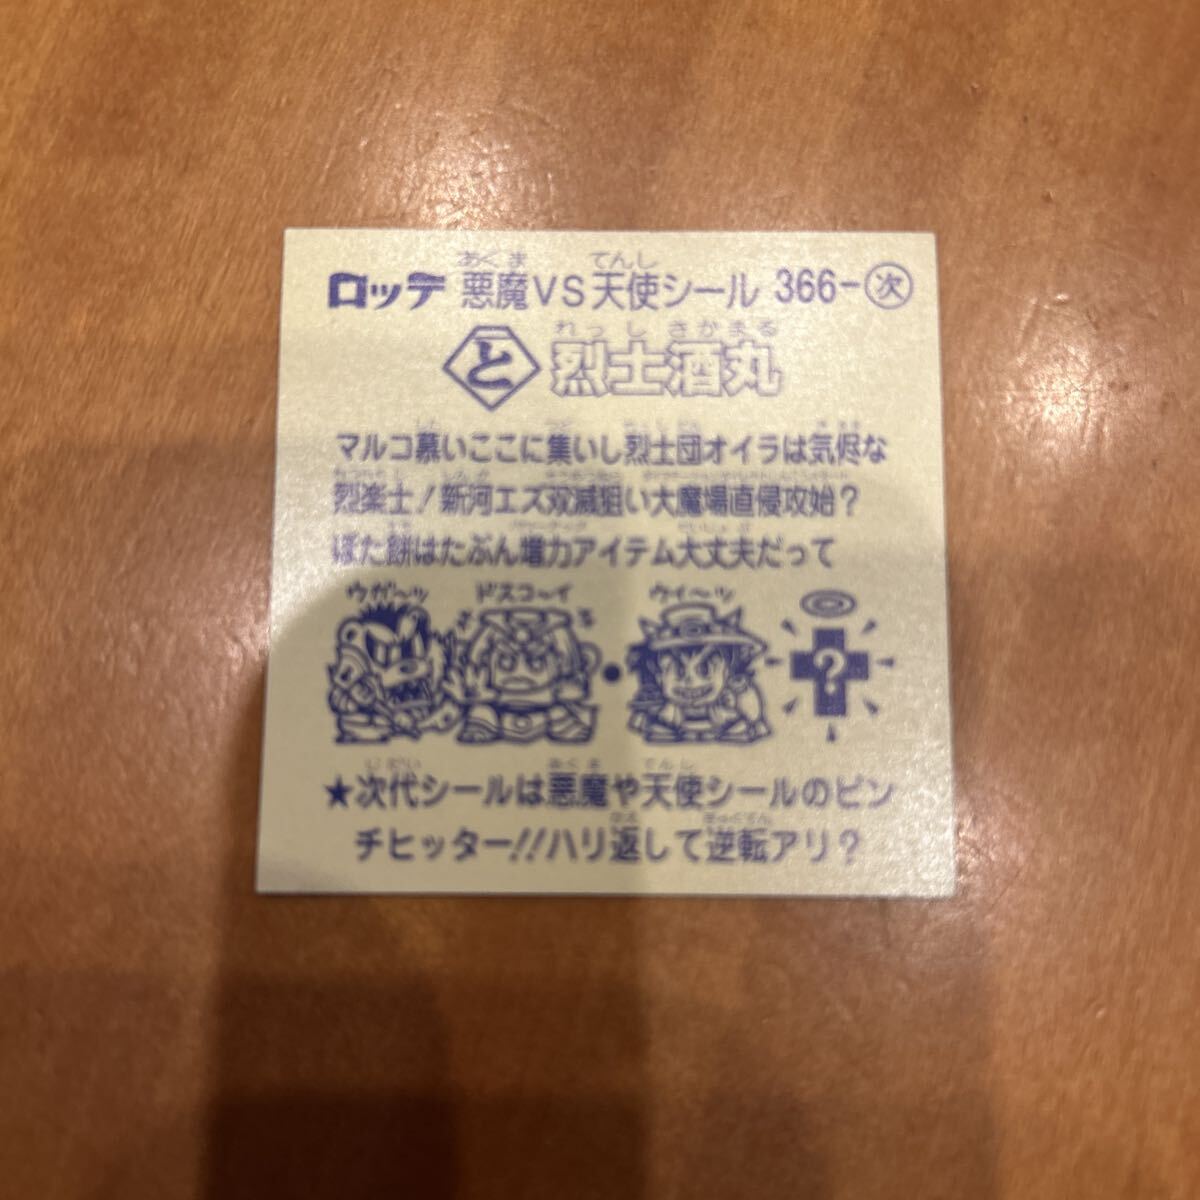 ロッテ 悪魔VS天使シール 366-次
と 烈士酒丸
マルコ慕いここに集いし烈士団オイラは気侭な
烈楽士!新河エズ双滅狙い大魔場直侵攻始?
ぼた餅はたぶん増力アイテム大丈夫だって
ウガ〜ッ ドスコ〜イ ウイ〜ッ
?
★次代シールは悪魔や天使シールのピン
チヒッター!!ハリ返して逆転アリ?